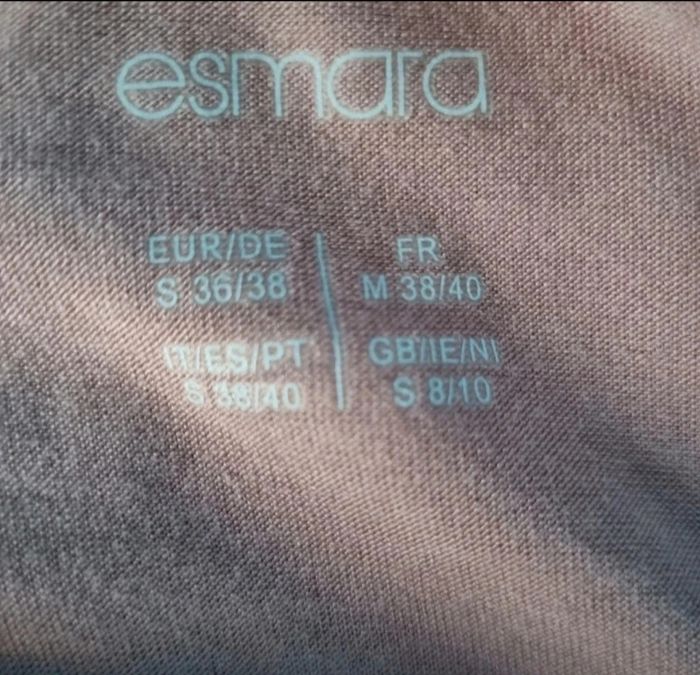 esmara
EUR/DE
S 36/38
FR
M 38/40
IT/ES/PT
S 38/40
GB/IE/NI
S 8/10